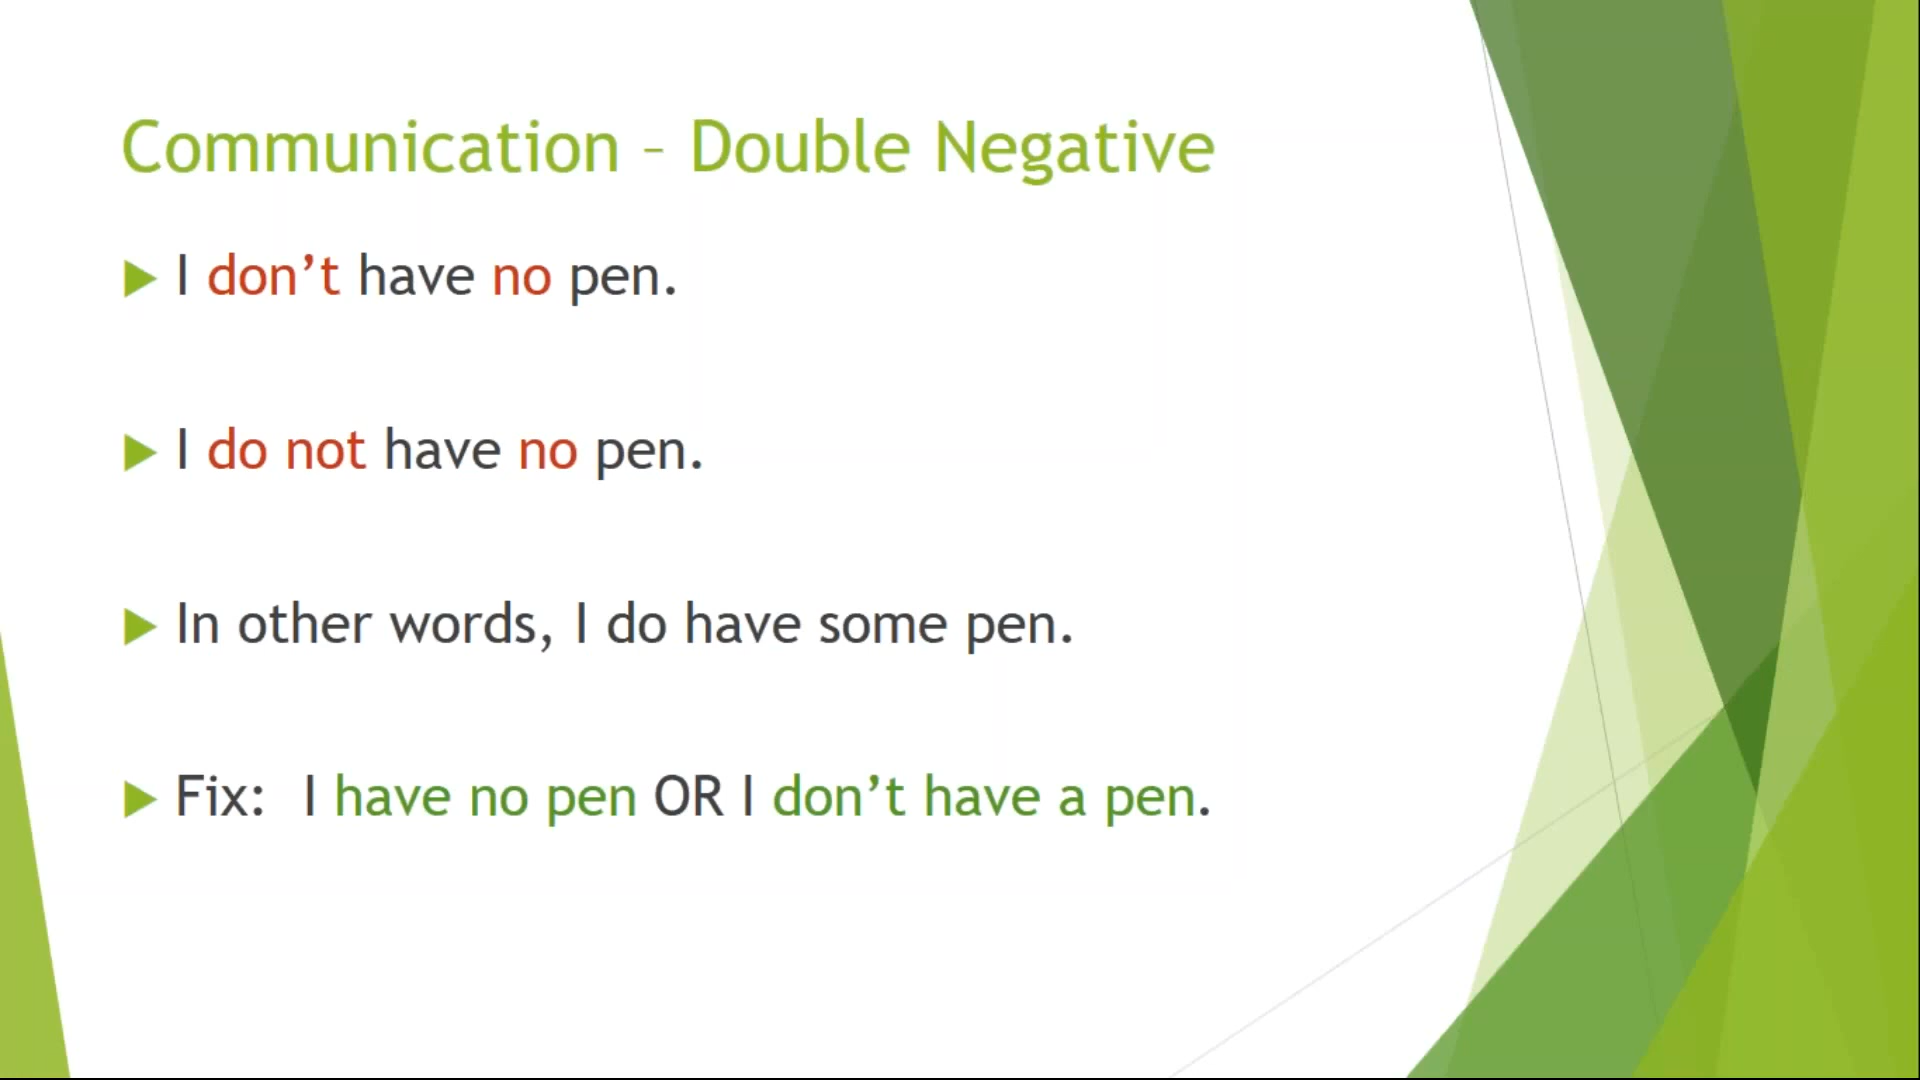 Communication – Double Negative
I don’t have no pen.
I do not have no pen.
In other words, I do have some pen.
Fix:  I have no pen OR I don’t have a pen.